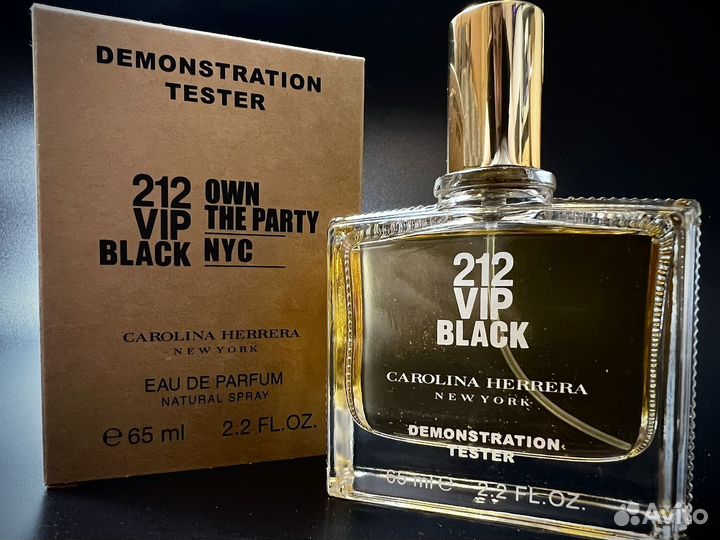 DEMONSTRATION
TESTER
212
VIP
BLACK
OWN
THE PARTY
NYC
CAROLINA HERRERA
NEW YORK
EAU DE PARFUM
NATURAL SPRAY
e 65 ml 2.2 FL.OZ.
212
VIP
BLACK
CAROLINA HERRERA
NEW YORK
DEMONSTRATION
TESTER
65 ml e 2.2 FL.OZ.
Avito